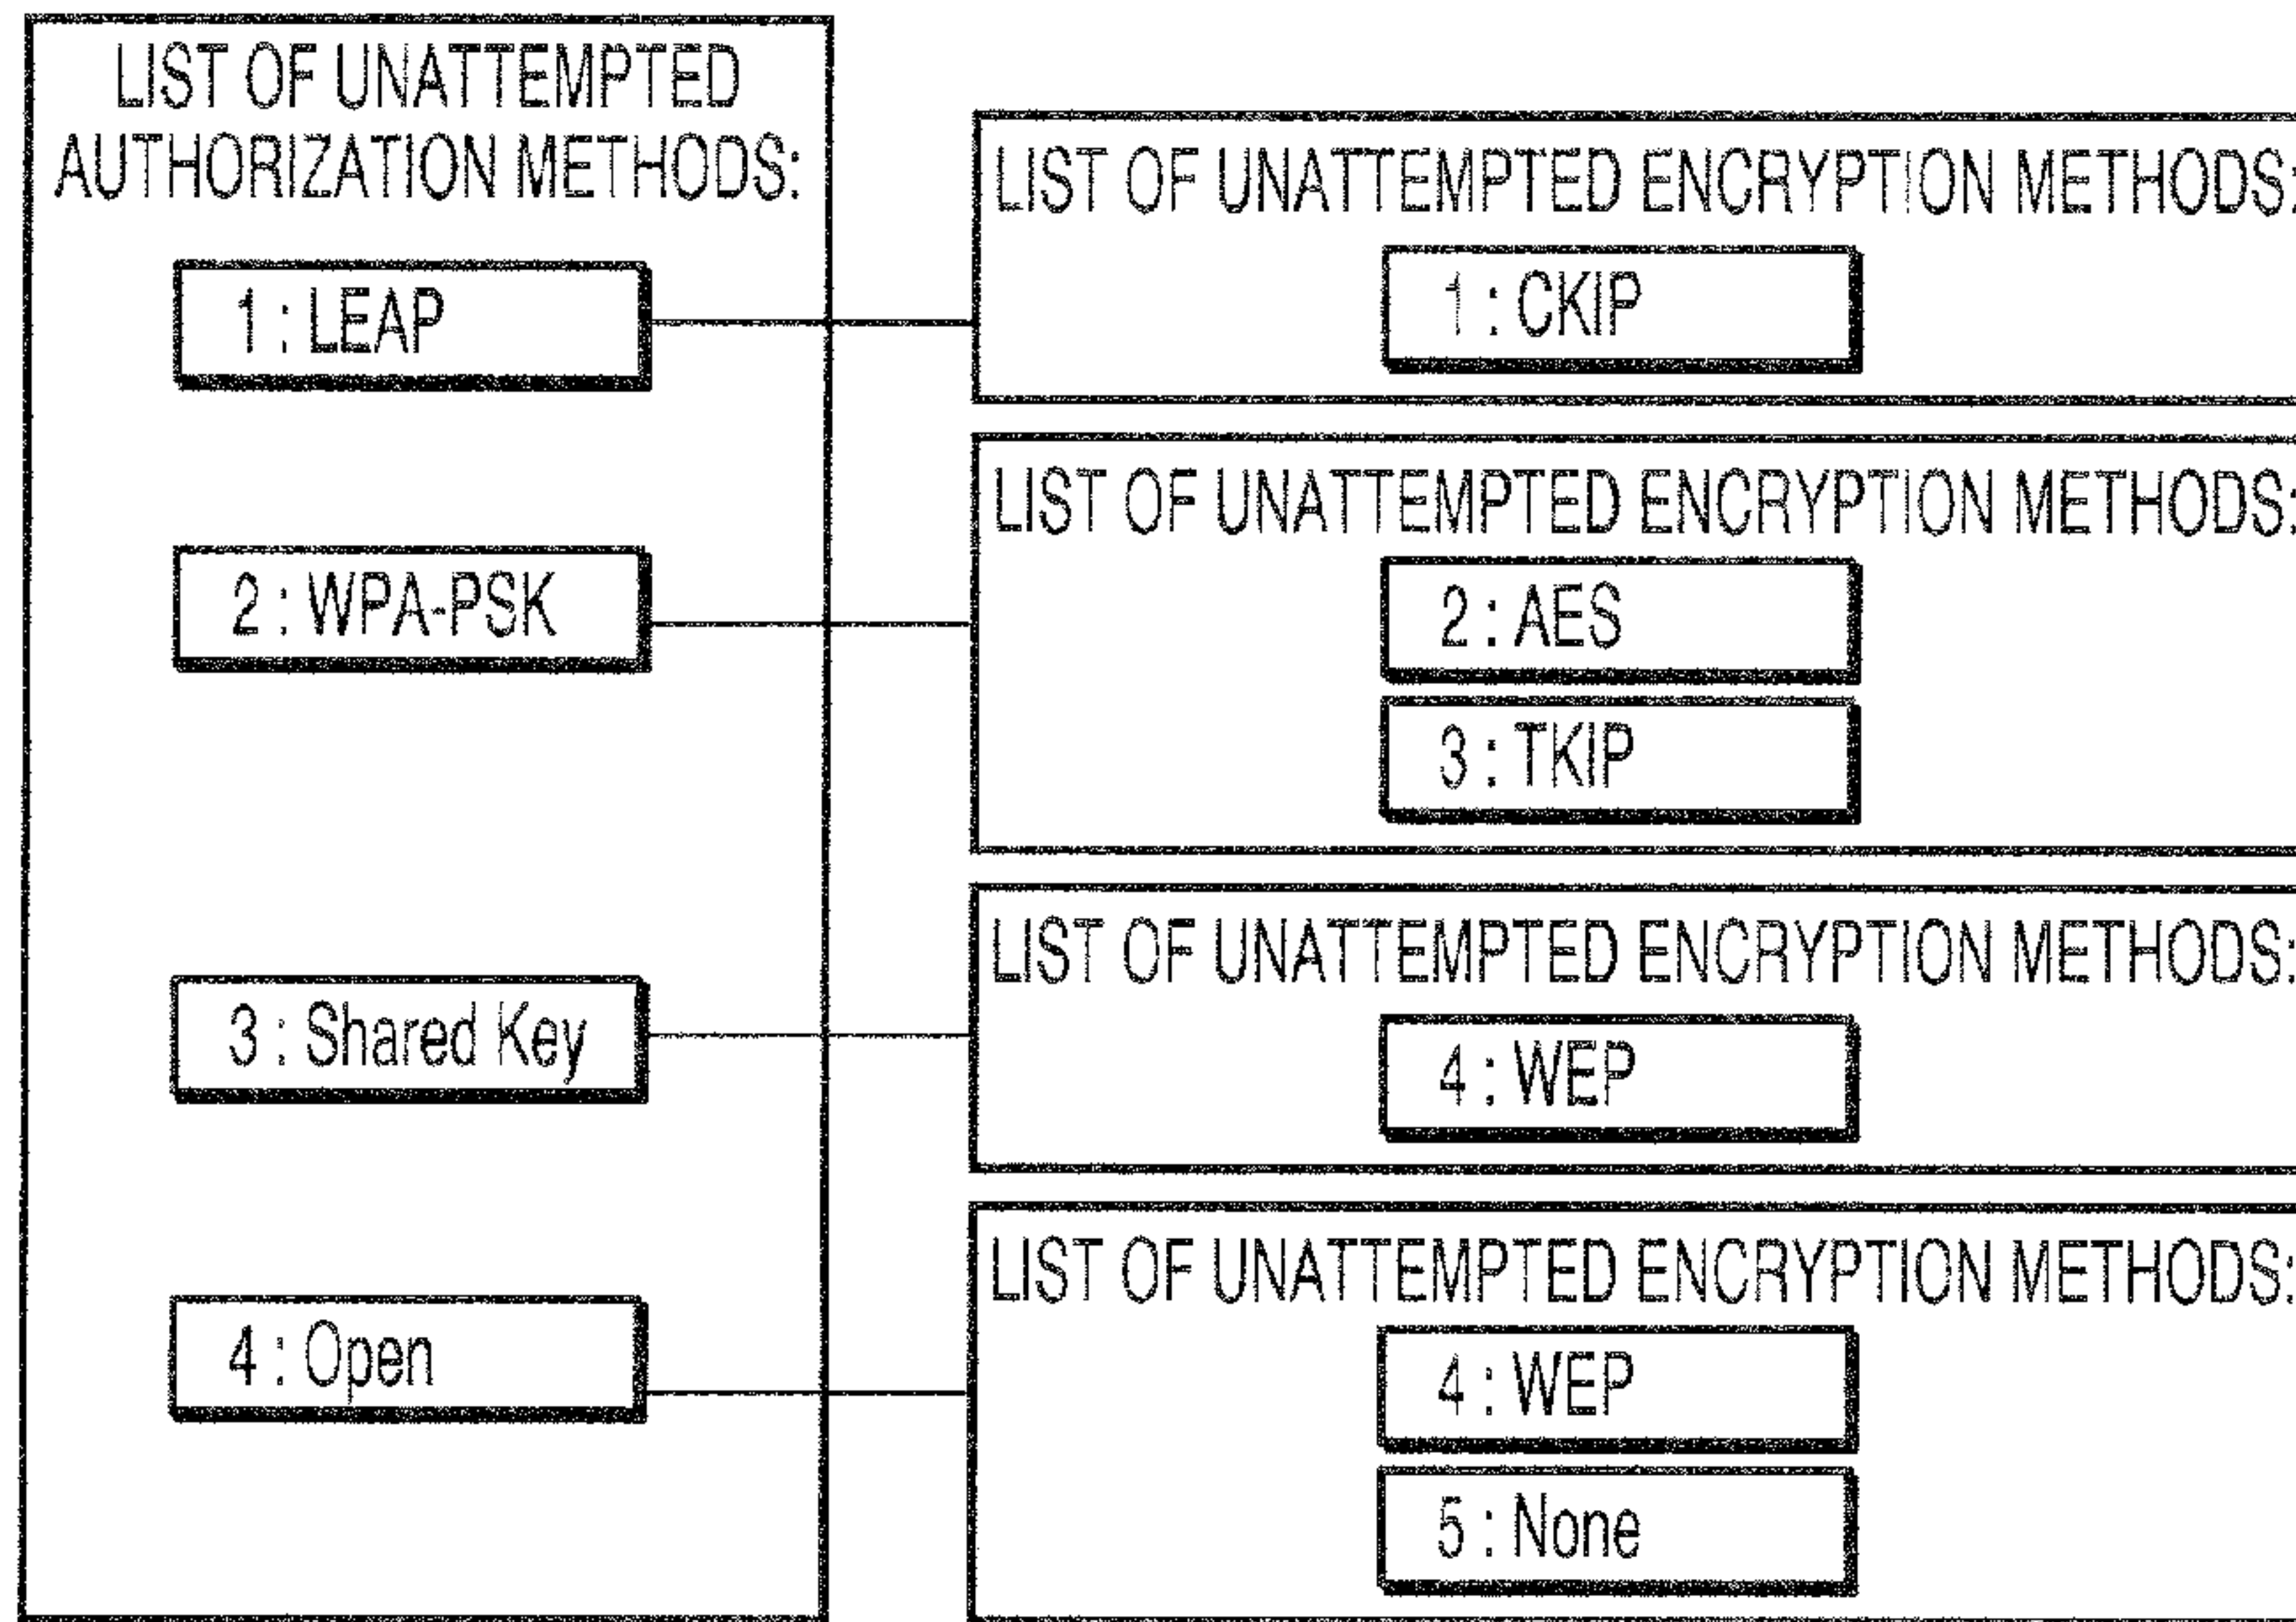 LIST OF UNATTEMPTED
AUTHORIZATION METHODS:
1 : LEAP
2 : WPA-PSK
3 : Shared Key
4 : Open
LIST OF UNATTEMPTED ENCRYPTION METHODS:
1 : CKIP
LIST OF UNATTEMPTED ENCRYPTION METHODS:
2 : AES
3 : TKIP
LIST OF UNATTEMPTED ENCRYPTION METHODS:
4 : WEP
LIST OF UNATTEMPTED ENCRYPTION METHODS:
4 : WEP
5 : None